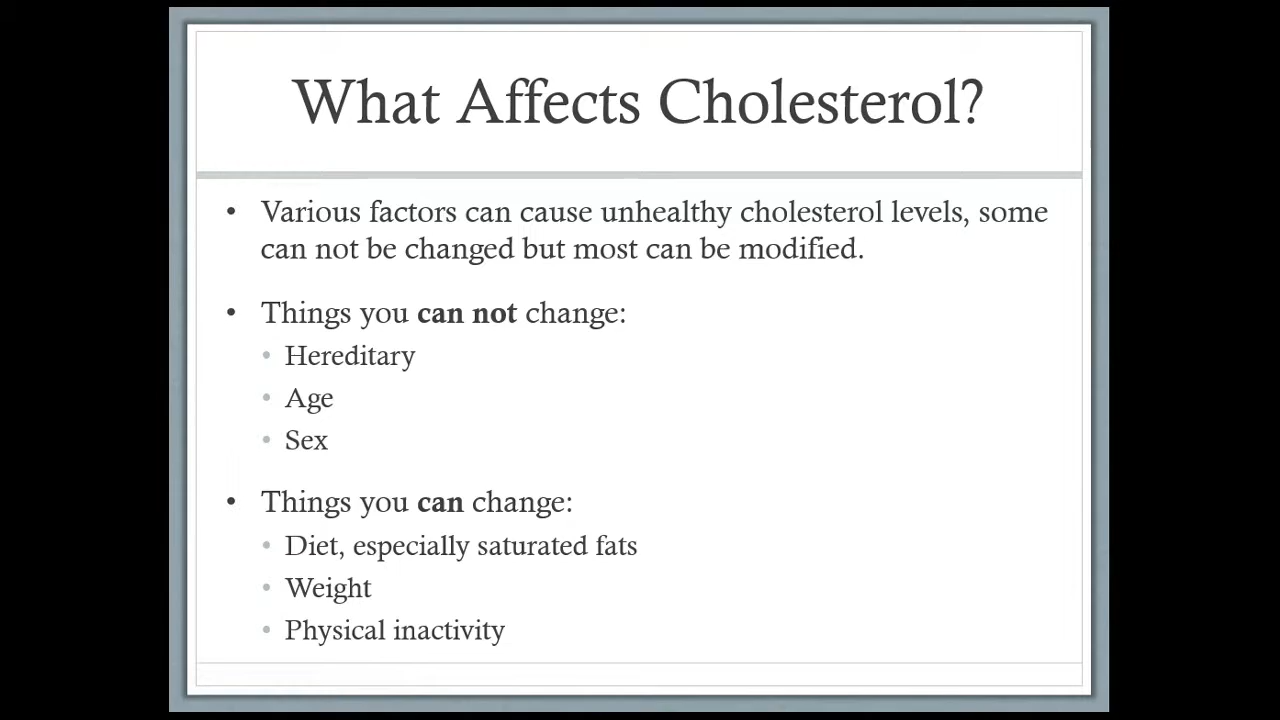 What Affects Cholesterol?
• Various factors can cause unhealthy cholesterol levels, some
can not be changed but most can be modified.
• Things you can not change:
• Hereditary
• Age
• Sex
• Things you can change:
• Diet, especially saturated fats
• Weight
• Physical inactivity